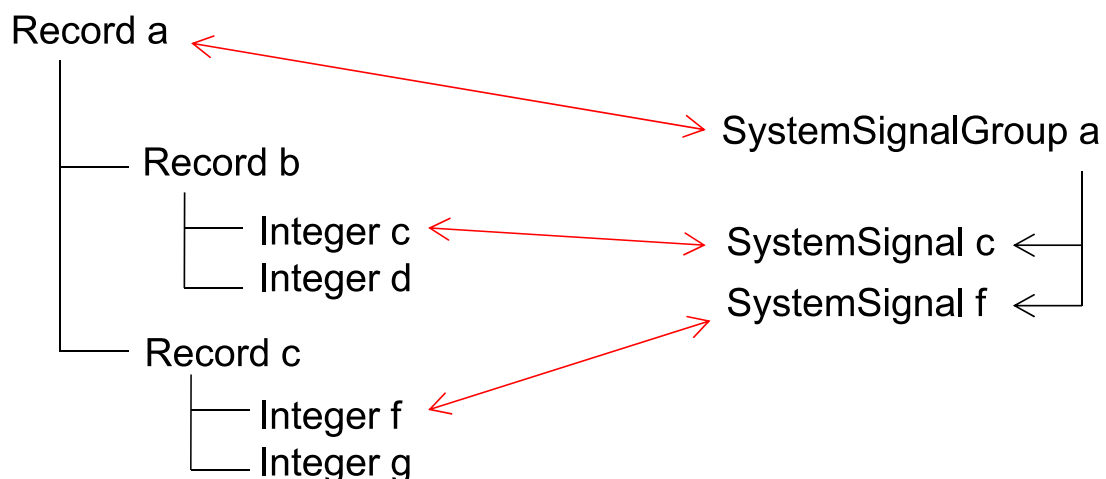 Record a
Record b
Integer c
Integer d
Record c
Integer f
Integer g
SystemSignalGroup a
SystemSignal c
SystemSignal f